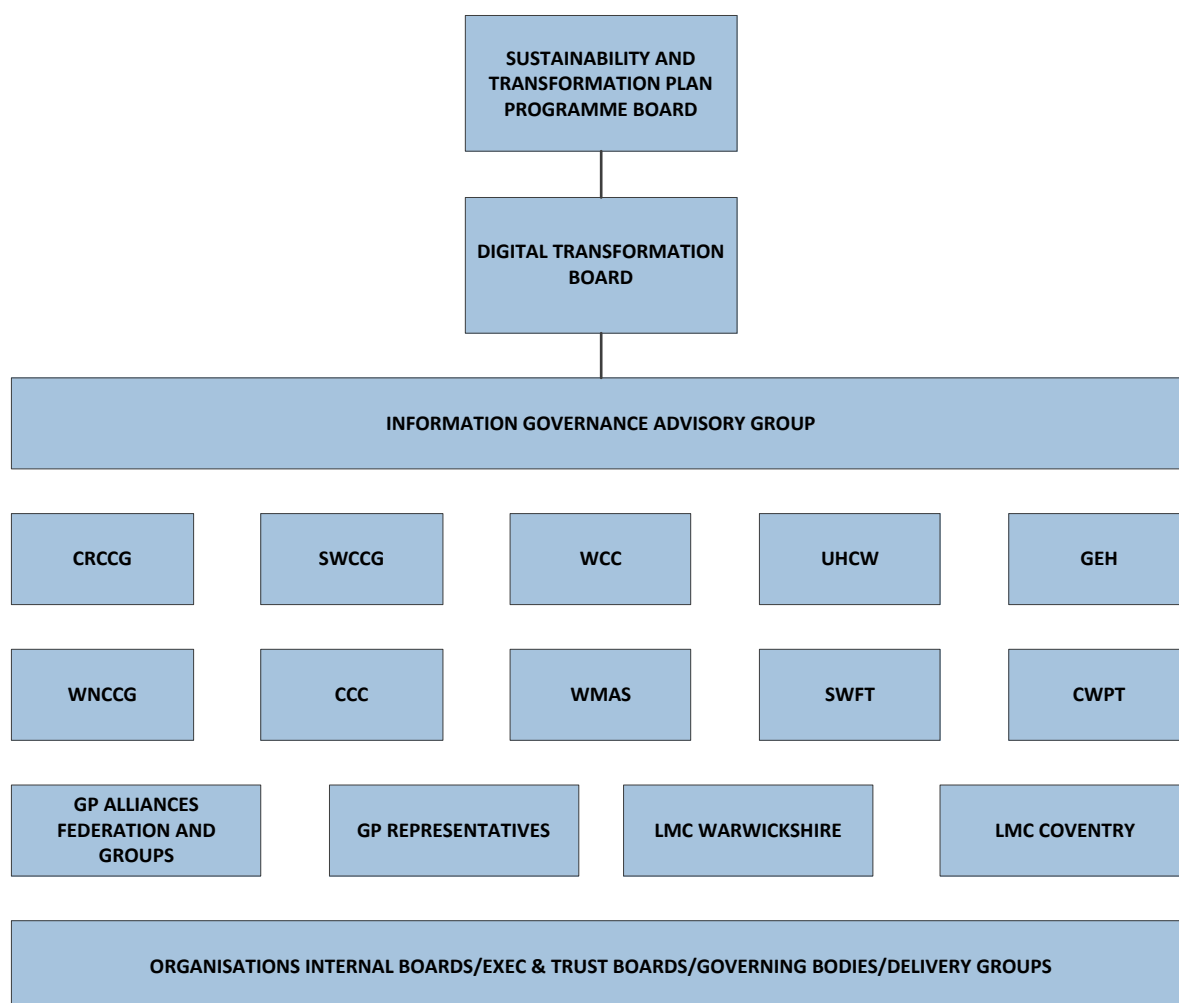 SUSTAINABILITY AND
TRANSFORMATION PLAN
PROGRAMME BOARD
DIGITAL TRANSFORMATION
BOARD
INFORMATION GOVERNANCE ADVISORY GROUP
CRCCG
SWCCG
WCC
UHCW
GEH
WNCCG
CCC
WMAS
SWFT
CWPT
GP ALLIANCES
FEDERATION AND
GROUPS
GP REPRESENTATIVES
LMC WARWICKSHIRE
LMC COVENTRY
ORGANISATIONS INTERNAL BOARDS/EXEC & TRUST BOARDS/GOVERNING BODIES/DELIVERY GROUPS